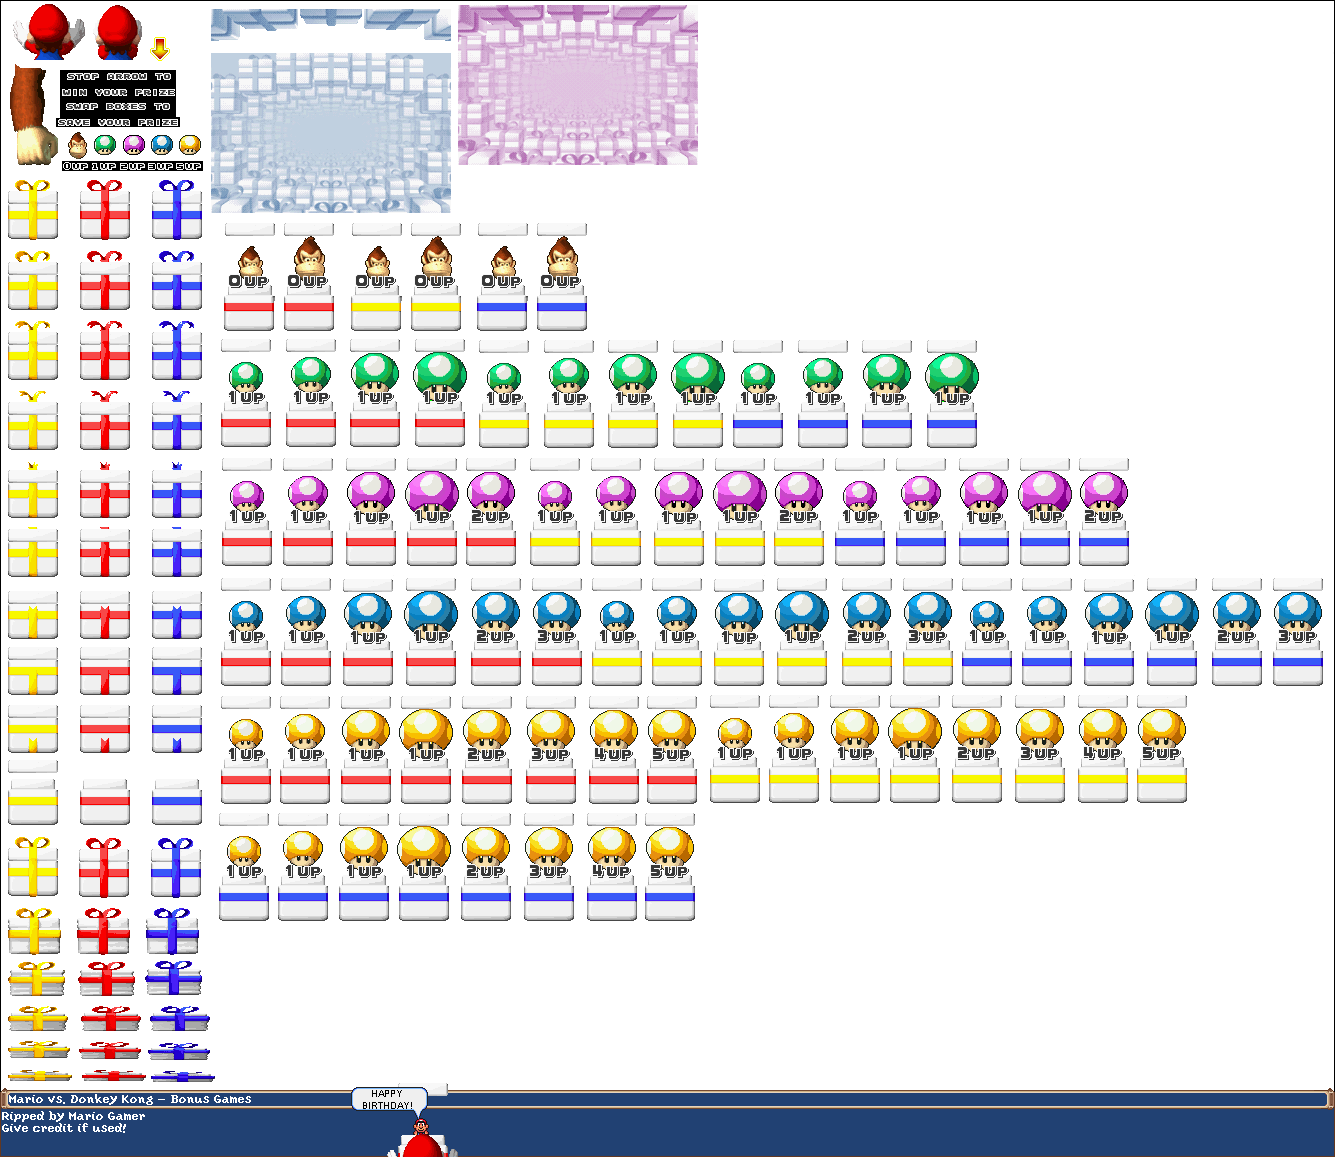 STOP ARROW TO
WIN YOUR PRIZE
SWAP BOXES TO
SAVE YOUR PRIZE
0UP 1UP 2UP 3UP 5UP
0UP 0UP 0UP 0UP 0UP 0UP
1UP 1UP 1UP 1UP 1UP 1UP 1UP 1UP 1UP 1UP 1UP 1UP
1UP 1UP 1UP 1UP 2UP 1UP 1UP 1UP 1UP 2UP 1UP 1UP 1UP 1UP 2UP
1UP 1UP 1UP 1UP 2UP 3UP 1UP 1UP 1UP 1UP 2UP 3UP 1UP 1UP 1UP 1UP 2UP 3UP
1UP 1UP 1UP 1UP 2UP 3UP 4UP 5UP 1UP 1UP 1UP 1UP 2UP 3UP 4UP 5UP
1UP 1UP 1UP 1UP 2UP 3UP 4UP 5UP
HAPPY
BIRTHDAY!
Mario vs. Donkey Kong - Bonus Games
Ripped by Mario Gamer
Give credit if used!